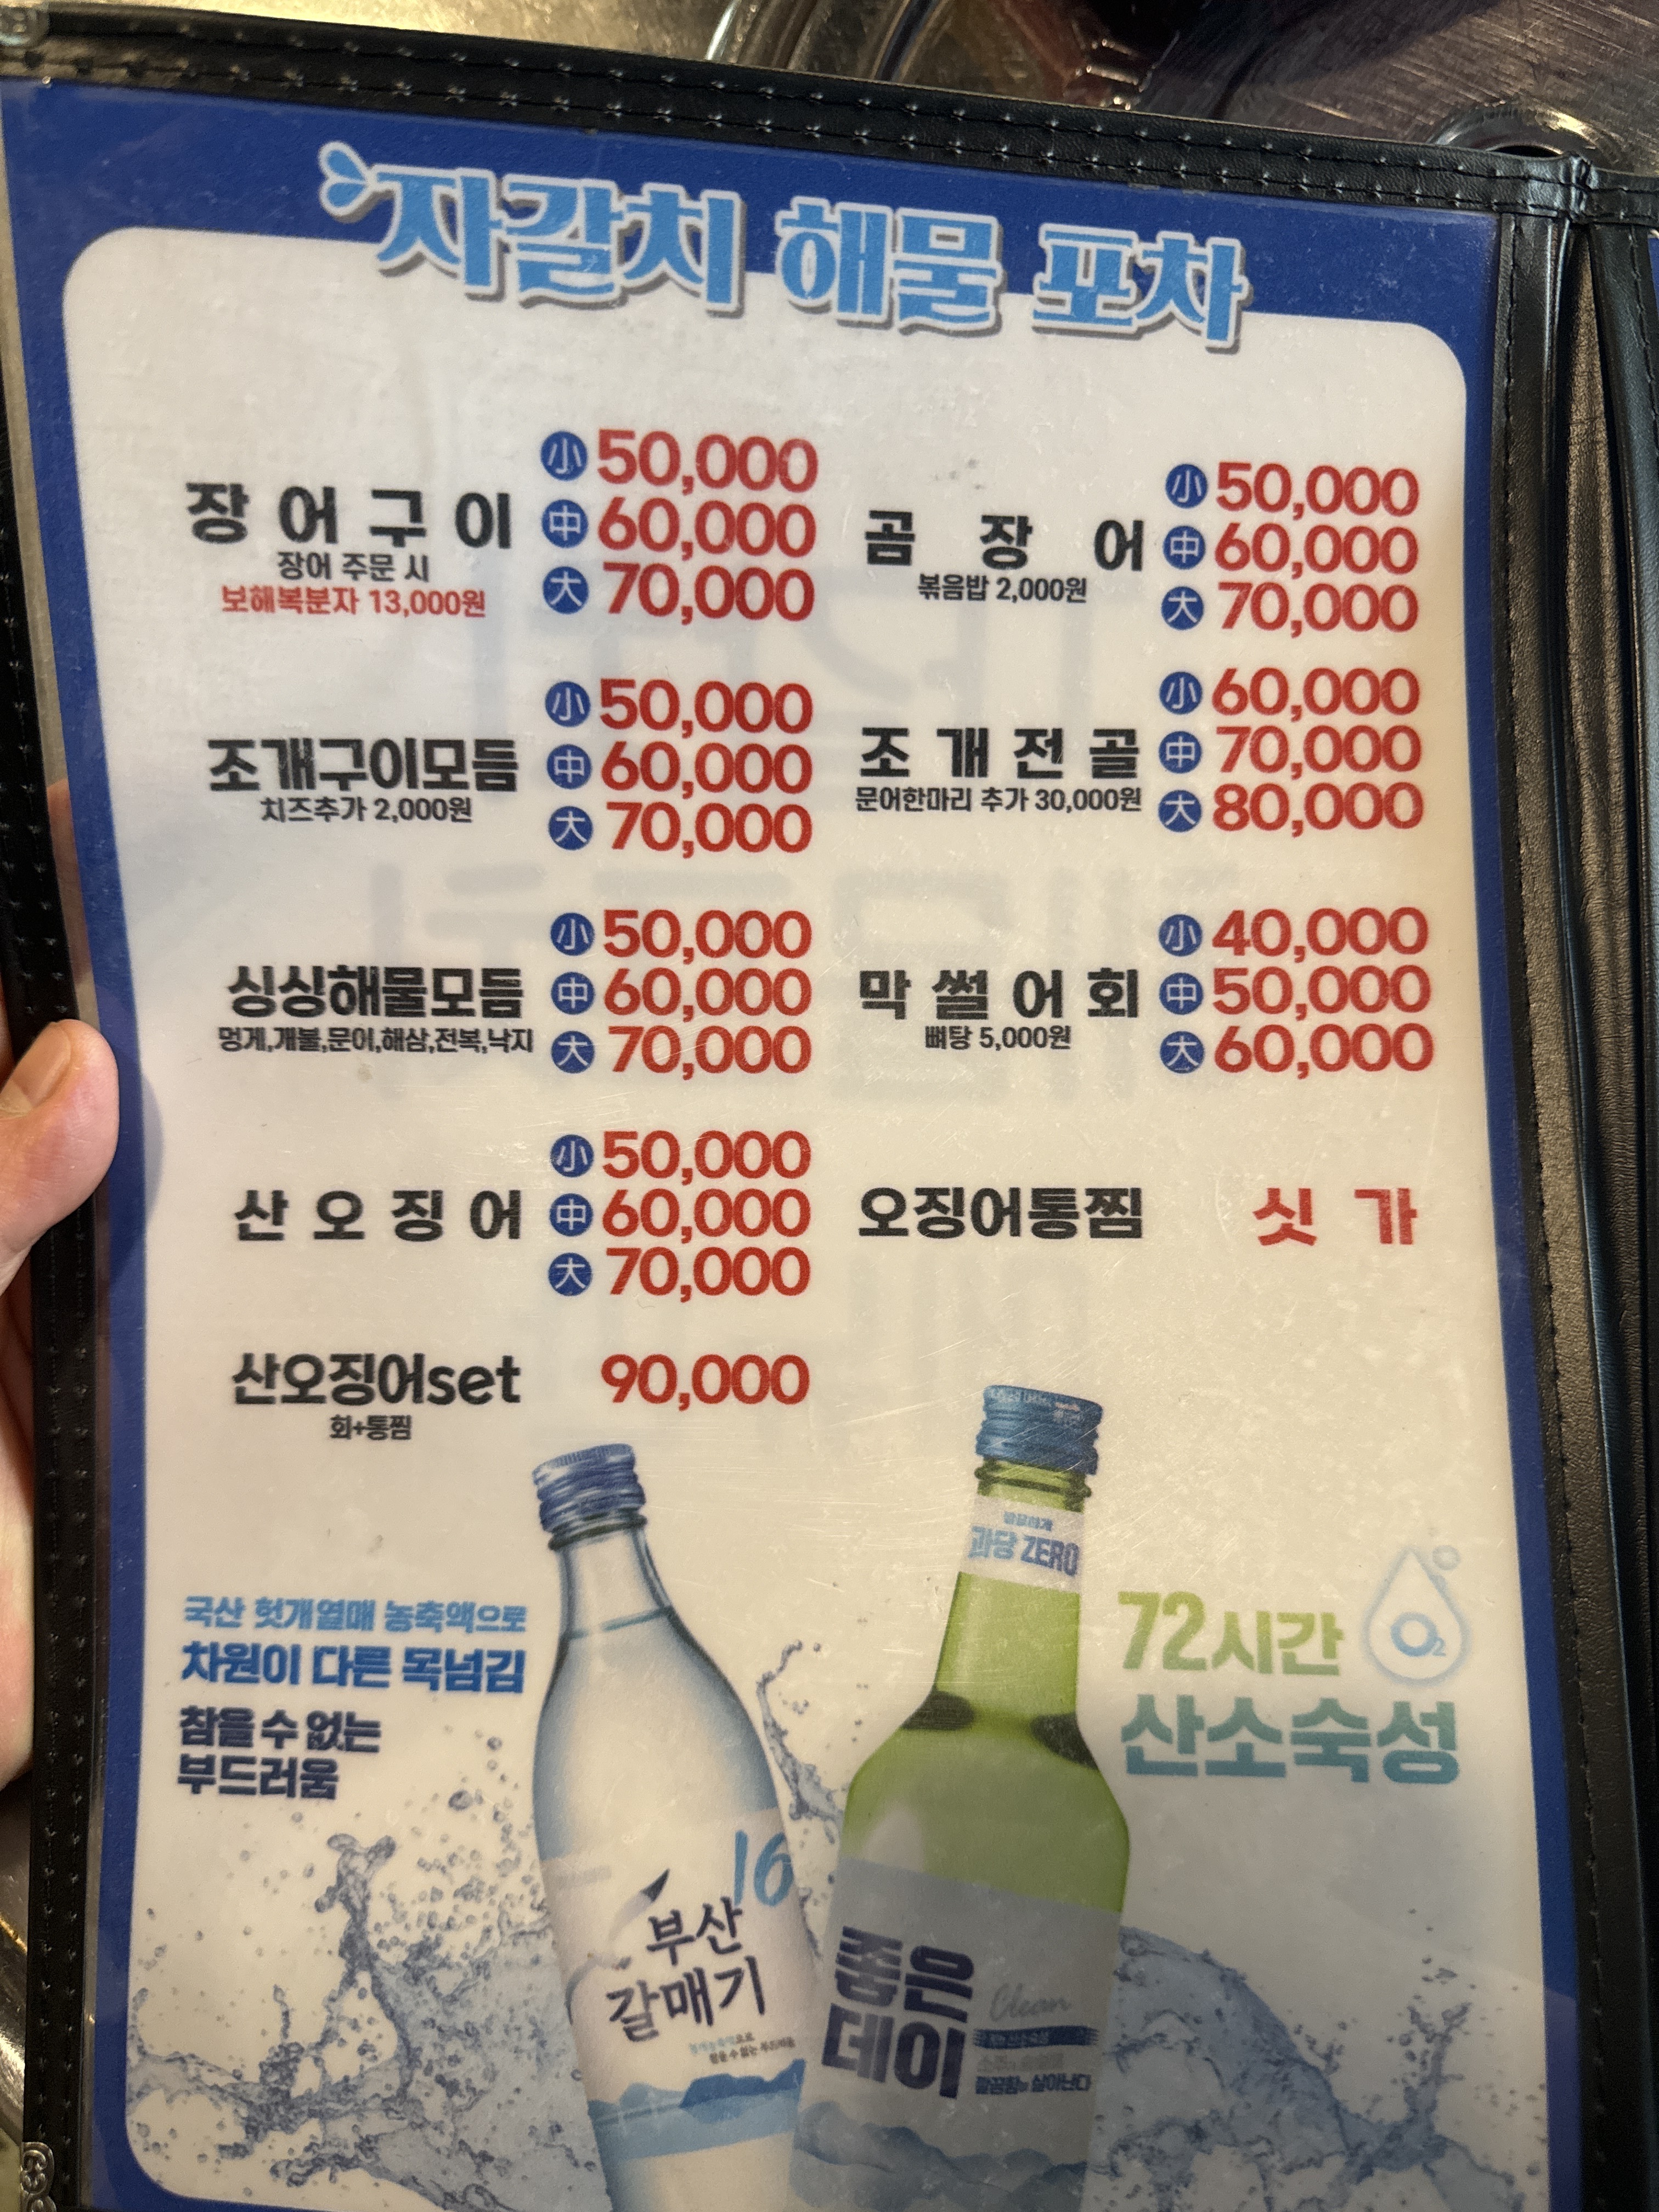 자갈치 해물 포차
장어구이
장어 주문 시
보해복분자 13,000원
小 50,000
中 60,000
大 70,000
곰장어
볶음밥 2,000원
小 50,000
中 60,000
大 70,000
조개구이모듬
치즈추가 2,000원
小 50,000
中 60,000
大 70,000
조개전골
문어한마리 추가 30,000원
小 60,000
中 70,000
大 80,000
싱싱해물모듬
멍게,개불,문어,해삼,전복,낙지
小 50,000
中 60,000
大 70,000
막썰어회
뼈탕 5,000원
小 40,000
中 50,000
大 60,000
산오징어
小 50,000
中 60,000
大 70,000
오징어통찜 싯가
산오징어set 90,000
회+통찜
국산 헛개열매 농축액으로
차원이 다른 목넘김
참을 수 없는
부드러움
16
부산
갈매기
과당 ZERO
좋은
데이
Clean
깔끔함이 살아난다
72시간
산소숙성
O2